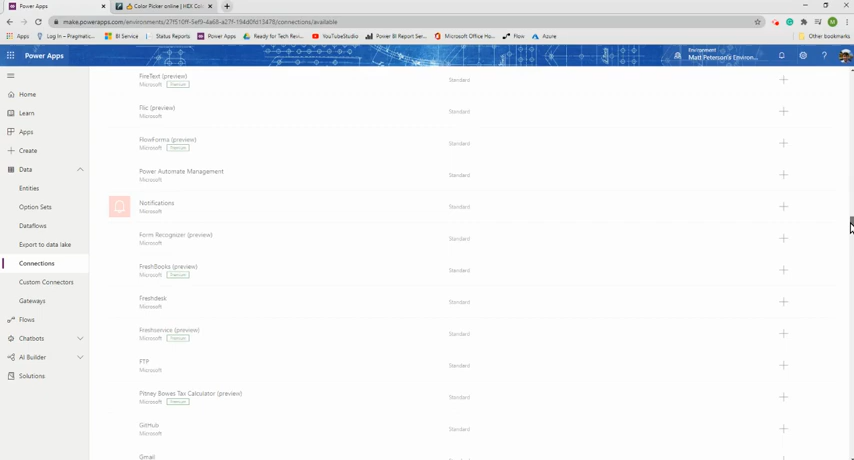 Power Apps
Color Picker online | HEX Col
make.powerapps.com/environments/27f510ff-5ef9-4a68-a27f-194d0fd13478/connections/available
Apps
Log In – Pragmatic...
BI Service
Status Reports
Power Apps
Ready for Tech Revi...
YouTubeStudio
Power BI Report Ser...
Microsoft Office Ho...
Flow
Azure
Other bookmarks
Power Apps
Environment
Matt Peterson's Environ...
Home
Learn
Apps
Create
Data
Entities
Option Sets
Dataflows
Export to data lake
Connections
Custom Connectors
Gateways
Flows
Chatbots
AI Builder
Solutions
FireText (preview)
Microsoft Premium
Standard
Flic (preview)
Microsoft
Standard
FlowForma (preview)
Microsoft Premium
Standard
Power Automate Management
Microsoft
Standard
Notifications
Microsoft
Standard
Form Recognizer (preview)
Microsoft
Standard
FreshBooks (preview)
Microsoft Premium
Standard
Freshdesk
Microsoft
Standard
Freshservice (preview)
Microsoft Premium
Standard
FTP
Microsoft
Standard
Pitney Bowes Tax Calculator (preview)
Microsoft Premium
Standard
GitHub
Microsoft
Standard
Gmail